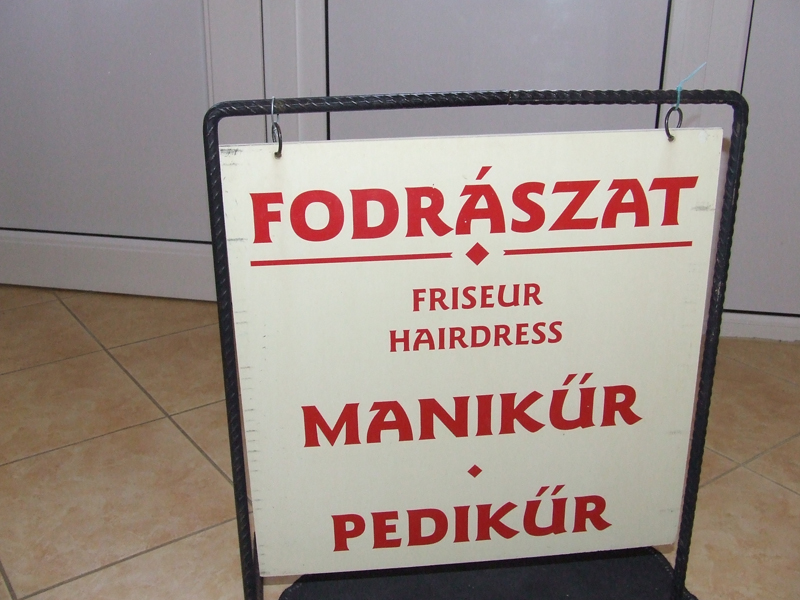 FODRÁSZAT
FRISEUR
HAIRDRESS
MANIKŰR
PEDIKŰR